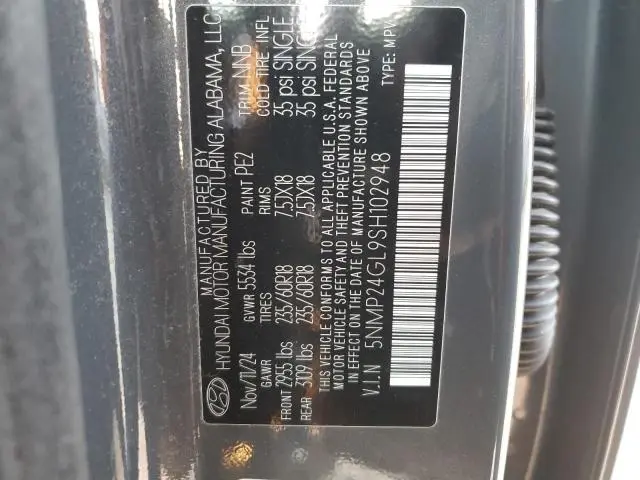 MANUFACTURED BY
HYUNDAI MOTOR MANUFACTURING ALABAMA, LLC
Nov/11/24 GVWR 5534 lbs PAINT PE2 TRIM NNB
GAWR TIRES RIMS COLD TIRE INFL
FRONT 2955 lbs 235/60R18 7.5JX18 35 psi SINGLE
REAR 3109 lbs 235/60R18 7.5JX18 35 psi SINGLE
THIS VEHICLE CONFORMS TO ALL APPLICABLE U.S.A. FEDERAL
MOTOR VEHICLE SAFETY, BUMPER, AND THEFT PREVENTION STANDARDS
IN EFFECT ON THE DATE OF MANUFACTURE SHOWN ABOVE
V.I.N 5NMP24GL9SH102948 TYPE: MPV